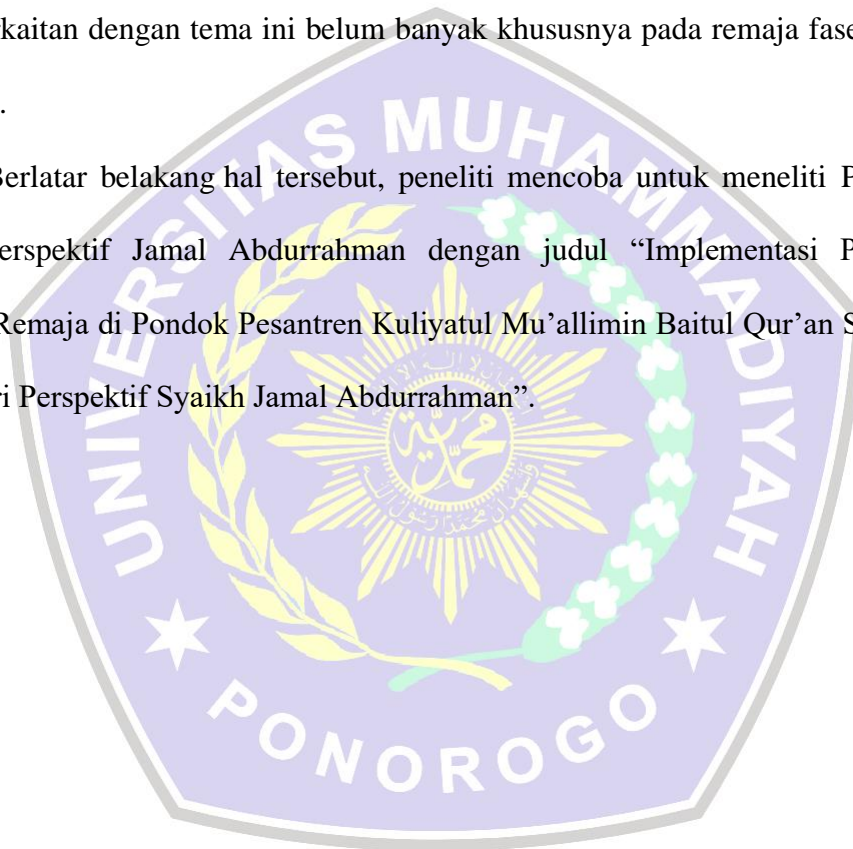 kaitan dengan tema ini belum banyak khususnya pada remaja fase
.
Berlatar belakang hal tersebut, peneliti mencoba untuk meneliti P
erspektif Jamal Abdurrahman dengan judul “Implementasi P
Remaja di Pondok Pesantren Kuliyatul Mu’allimin Baitul Qur’an S
ri Perspektif Syaikh Jamal Abdurrahman”.
UNIVERSITAS MUHAMMADIYAH
PONOROGO